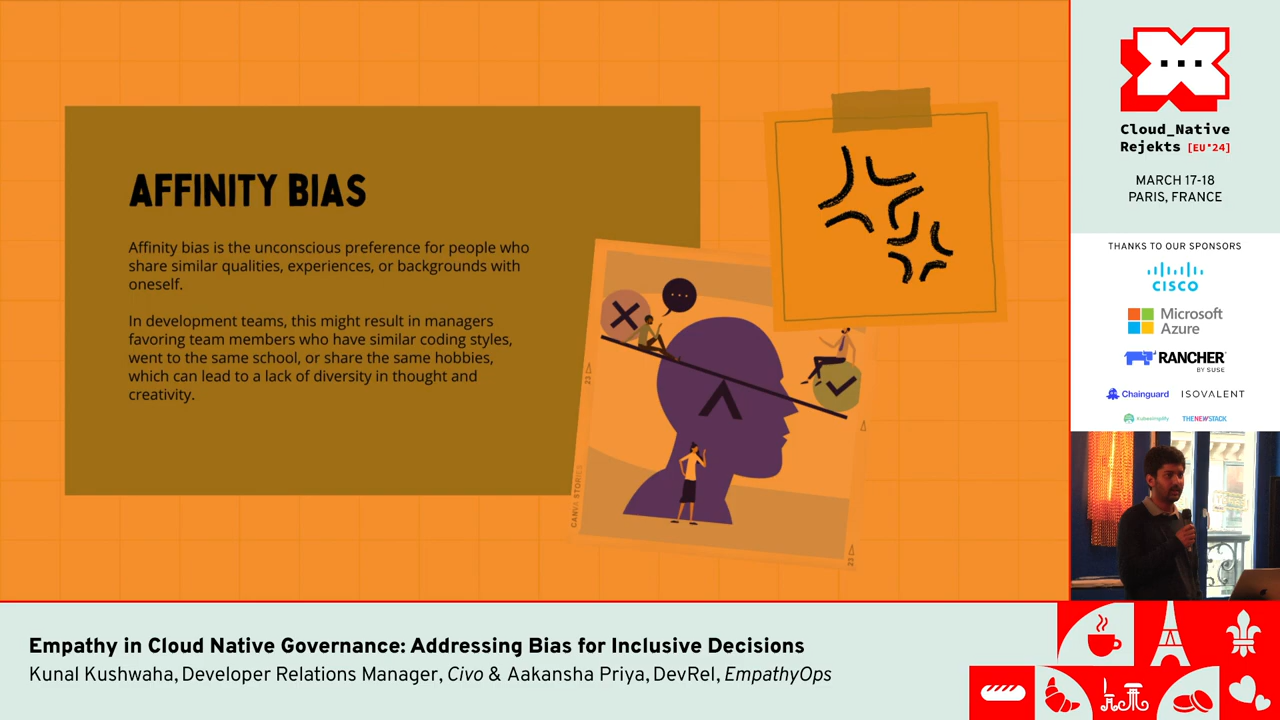 AFFINITY BIAS
Affinity bias is the unconscious preference for people who
share similar qualities, experiences, or backgrounds with
oneself.
In development teams, this might result in managers
favoring team members who have similar coding styles,
went to the same school, or share the same hobbies,
which can lead to a lack of diversity in thought and
creativity.
23
CANVA STORIES
23
Cloud_Native
Rejekts [EU*24]
MARCH 17-18
PARIS, FRANCE
THANKS TO OUR SPONSORS
CISCO
Microsoft
Azure
RANCHER
BY SUSE
Chainguard
ISOVALENT
Kubesimplify
THENEWSTACK
Empathy in Cloud Native Governance: Addressing Bias for Inclusive Decisions
Kunal Kushwaha, Developer Relations Manager, Civo & Aakansha Priya, DevRel, EmpathyOps